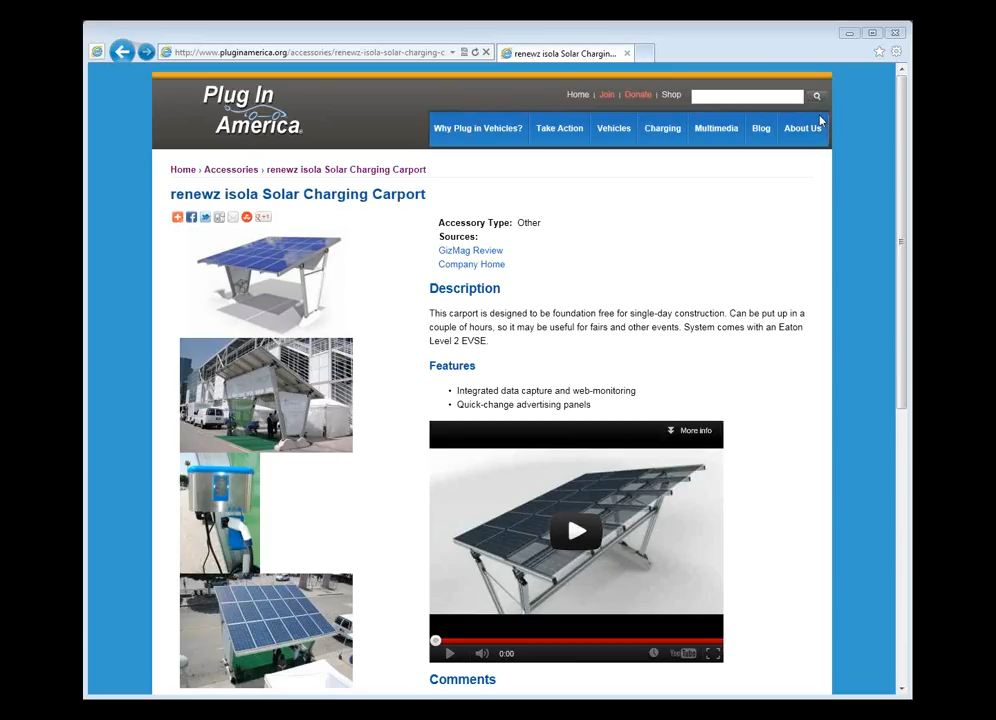 http://www.pluginamerica.org/accessories/renewz-isola-solar-charging-c
renewz isola Solar Chargin...
Plug In
America
Home | Join | Donate | Shop
Why Plug in Vehicles? Take Action Vehicles Charging Multimedia Blog About Us
Home › Accessories › renewz isola Solar Charging Carport
renewz isola Solar Charging Carport
+1
Accessory Type: Other
Sources:
GizMag Review
Company Home
Description
This carport is designed to be foundation free for single-day construction. Can be put up in a
couple of hours, so it may be useful for fairs and other events. System comes with an Eaton
Level 2 EVSE.
Features
• Integrated data capture and web-monitoring
• Quick-change advertising panels
More info
0:00
YouTube
Comments